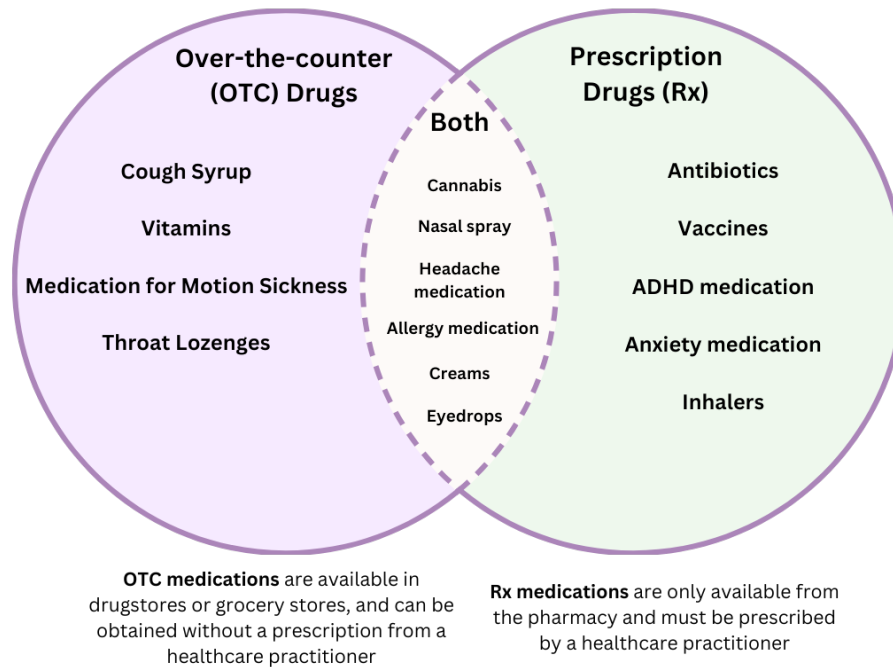 Over-the-counter
(OTC) Drugs
Cough Syrup
Vitamins
Medication for Motion Sickness
Throat Lozenges
Both
Cannabis
Nasal spray
Headache
medication
Allergy medication
Creams
Eyedrops
Prescription
Drugs (Rx)
Antibiotics
Vaccines
ADHD medication
Anxiety medication
Inhalers
OTC medications are available in
drugstores or grocery stores, and can be
obtained without a prescription from a
healthcare practitioner
Rx medications are only available from
the pharmacy and must be prescribed
by a healthcare practitioner